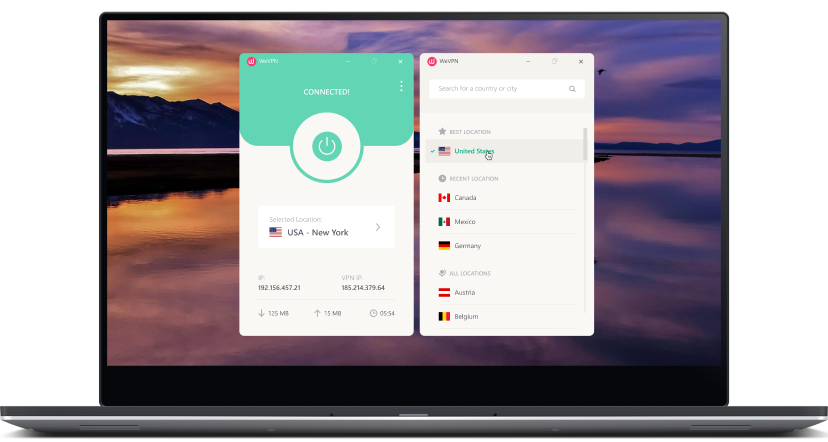 WeVPN
CONNECTED!
Selected Location:
USA - New York
IP:
192.156.457.21
VPN IP:
185.214.379.64
125 MB
15 MB
05:54
WeVPN
Search for a country or city
BEST LOCATION
United States
RECENT LOCATION
Canada
Mexico
Germany
ALL LOCATIONS
Austria
Belgium